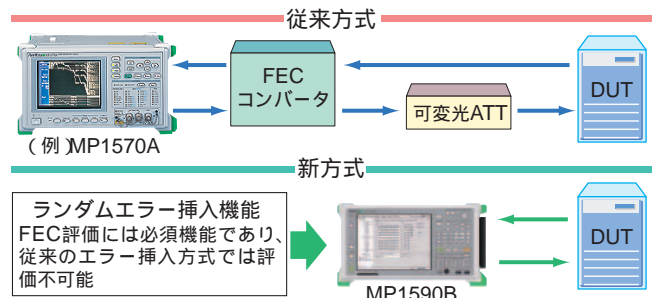 従来方式
FEC
コンバータ
可変光ATT
DUT
(例)MP1570A
新方式
ランダムエラー挿入機能
FEC評価には必須機能であり、
従来のエラー挿入方式では評
価不可能
MP1590B
DUT